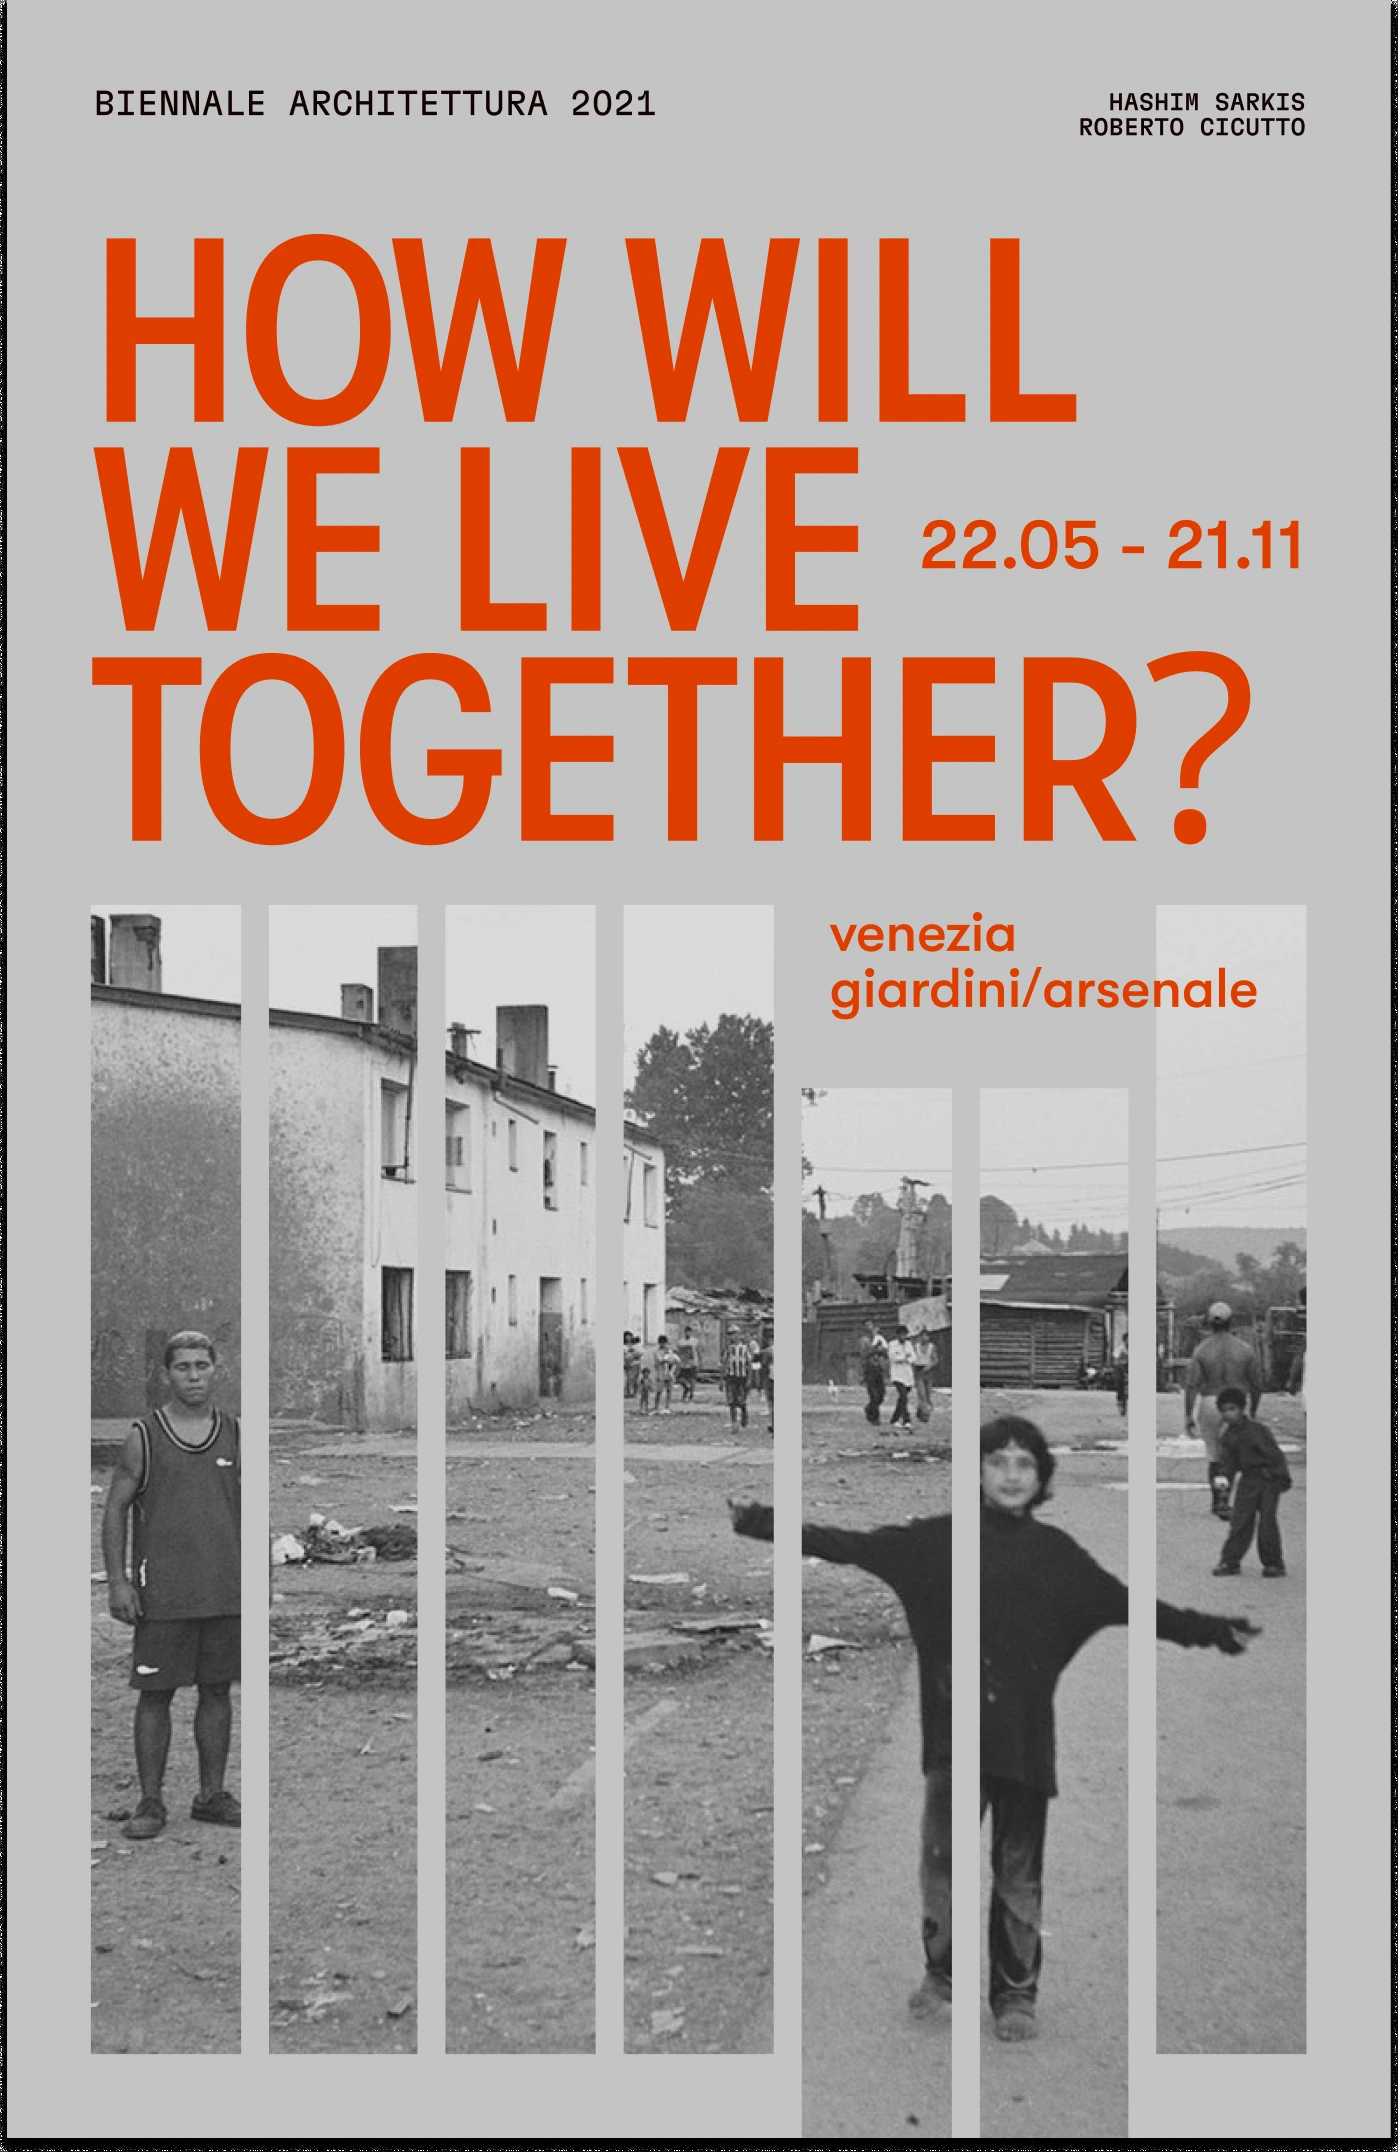 BIENNALE ARCHITETTURA 2021
HASHIM SARKIS
ROBERTO CICUTTO
HOW WILL
WE LIVE
22.05 - 21.11
TOGETHER?
venezia
giardini/arsenale